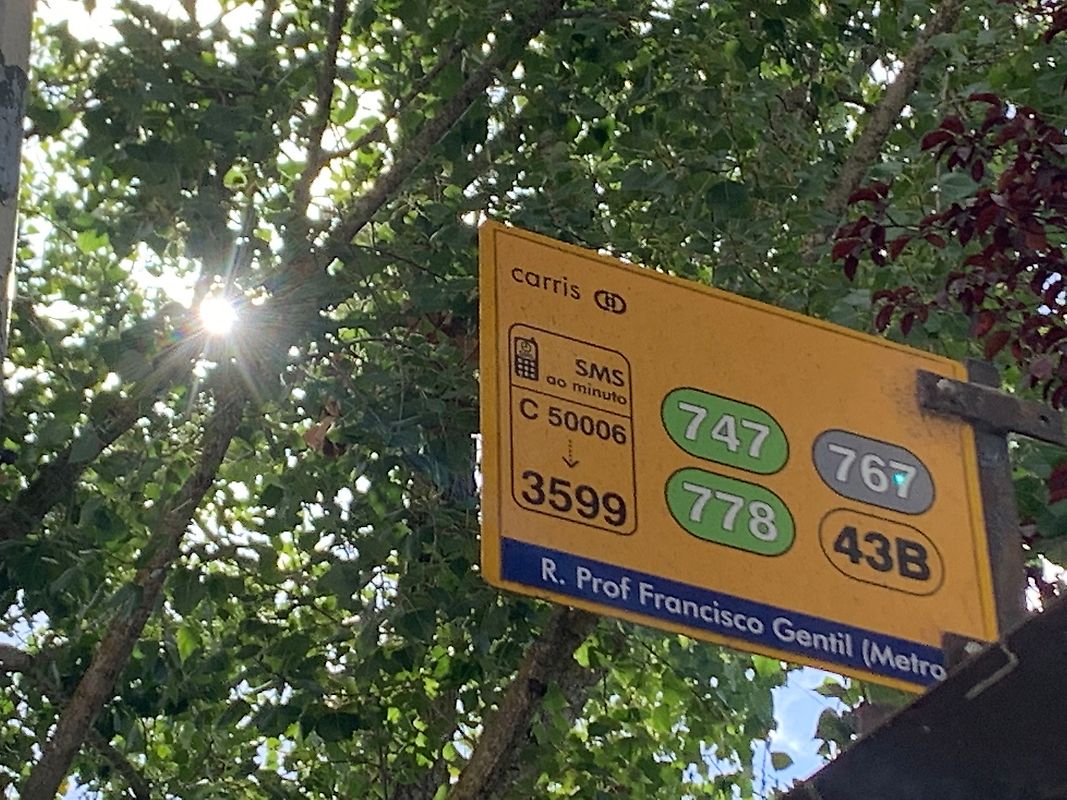 carris
SMS
ao minuto
C 50006
3599
747
778
767
43B
R. Prof Francisco Gentil (Metro